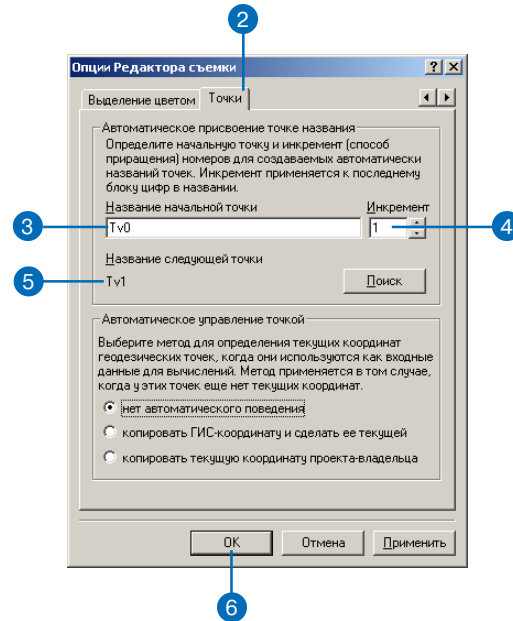 2
Опции Редактора съемки
Выделение цветом Точки
Автоматическое присвоение точке названия
Определите начальную точку и инкремент (способ
приращения) номеров для создаваемых автоматически
названий точек. Инкремент применяется к последнему
блоку цифр в названии.
Название начальной точки Инкремент
3 Tv0 1 4
Название следующей точки
5 Tv1 Поиск
Автоматическое управление точкой
Выберите метод для определения текущих координат
геодезических точек, когда они используются как входные
данные для вычислений. Метод применяется в том случае,
когда у этих точек еще нет текущих координат.
нет автоматического поведения
копировать ГИС-координату и сделать ее текущей
копировать текущую координату проекта-владельца
OK Отмена Применить
6